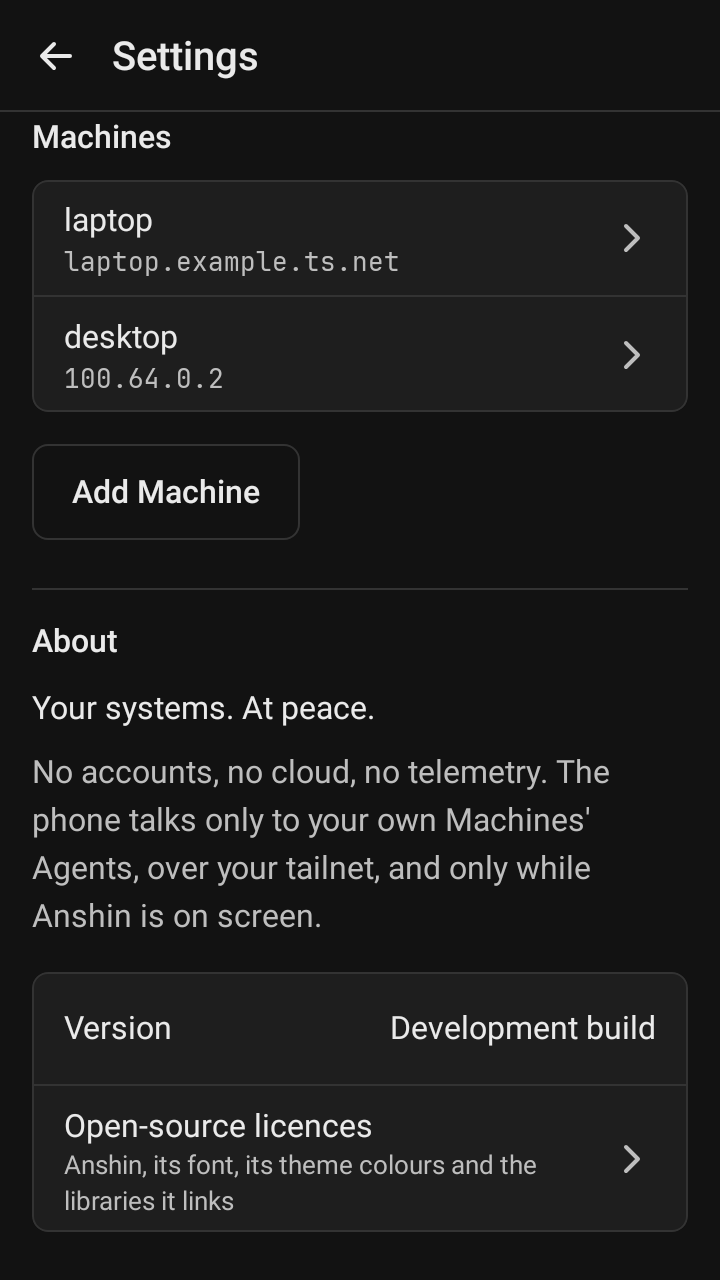 Settings
Machines
laptop
laptop.example.ts.net
desktop
100.64.0.2
Add Machine
About
Your systems. At peace.
No accounts, no cloud, no telemetry. The
phone talks only to your own Machines'
Agents, over your tailnet, and only while
Anshin is on screen.
Version
Development build
Open-source licences
Anshin, its font, its theme colours and the
libraries it links